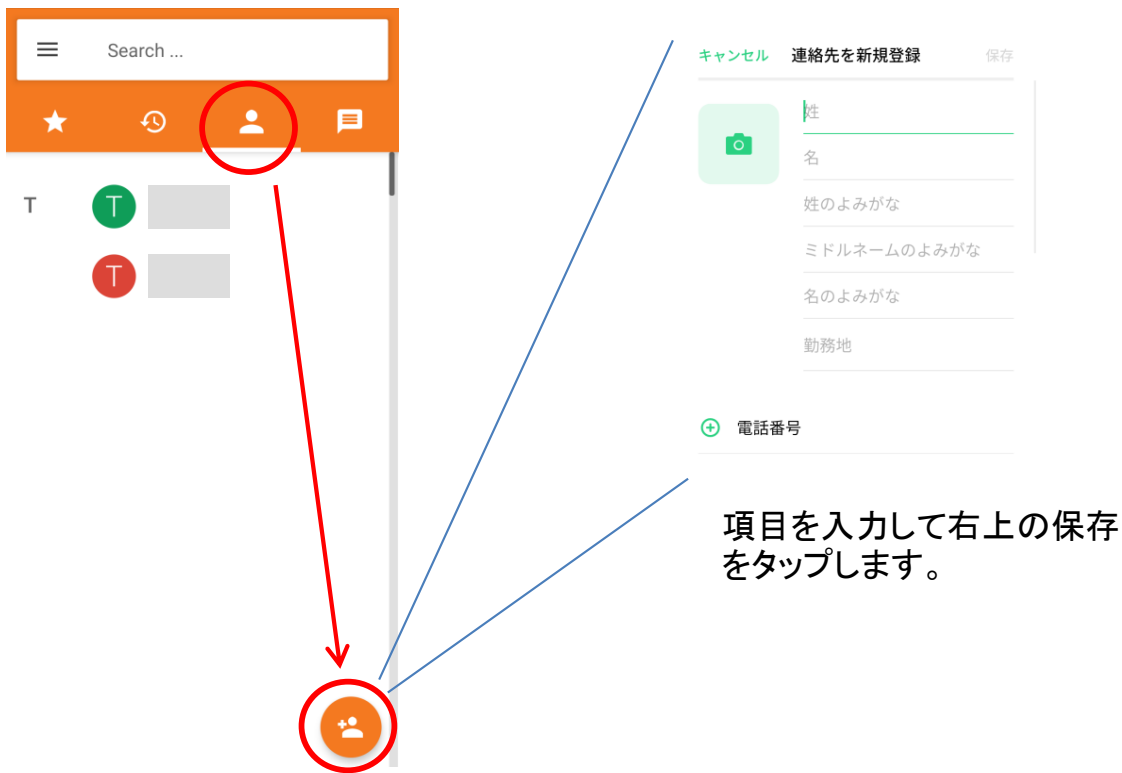 Search ...
T
T
T
キャンセル 連絡先を新規登録 保存
姓
名
姓のよみがな
ミドルネームのよみがな
名のよみがな
勤務地
電話番号
項目を入力して右上の保存
をタップします。